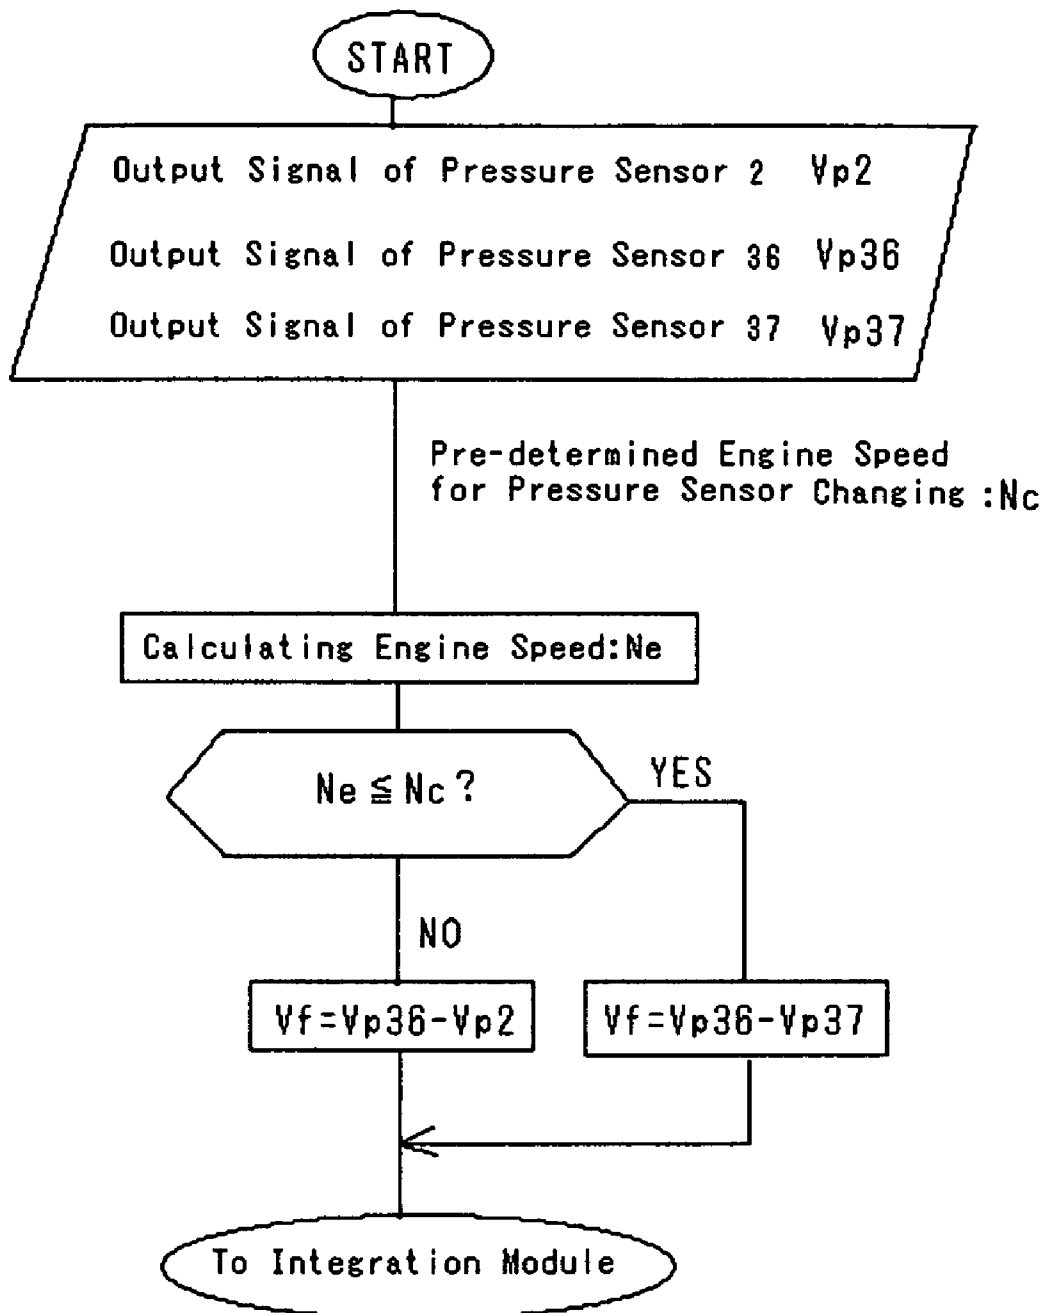 START
Output Signal of Pressure Sensor 2 Vp2
Output Signal of Pressure Sensor 36 Vp36
Output Signal of Pressure Sensor 37 Vp37
Pre-determined Engine Speed
for Pressure Sensor Changing :Nc
Calculating Engine Speed:Ne
Ne≦Nc?
YES
NO
Vf=Vp36-Vp2
Vf=Vp36-Vp37
To Integration Module